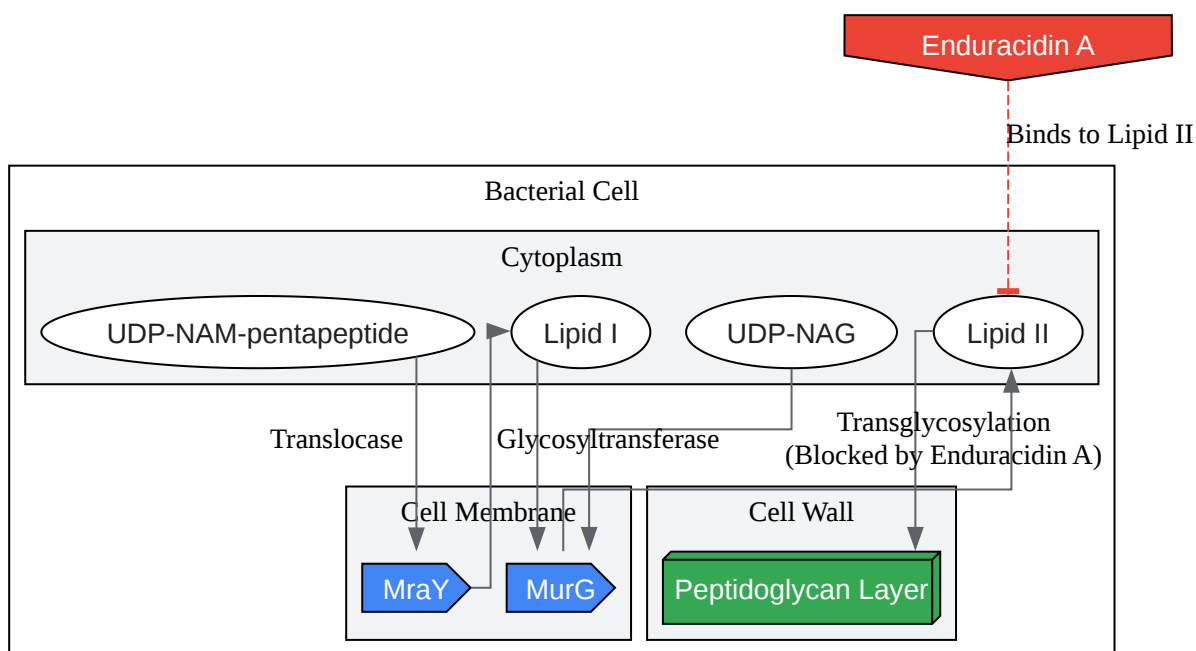 Enduracidin A
Binds to Lipid II
Bacterial Cell
Cytoplasm
UDP-NAM-pentapeptide
Lipid I
UDP-NAG
Lipid II
Translocase
Glycosyltransferase
Transglycosylation
(Blocked by Enduracidin A)
Cell Membrane
Cell Wall
MraY
MurG
Peptidoglycan Layer